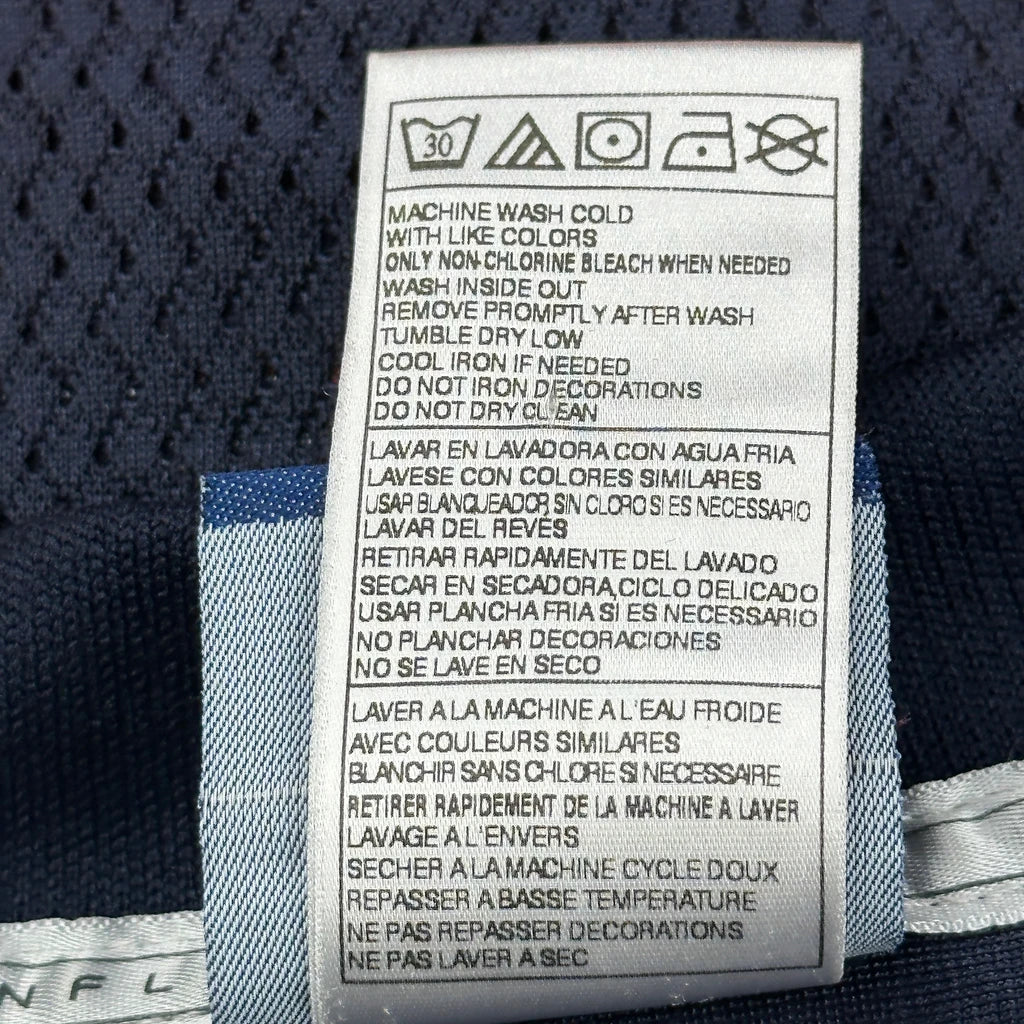 30
MACHINE WASH COLD
WITH LIKE COLORS
ONLY NON-CHLORINE BLEACH WHEN NEEDED
WASH INSIDE OUT
REMOVE PROMPTLY AFTER WASH
TUMBLE DRY LOW
COOL IRON IF NEEDED
DO NOT IRON DECORATIONS
DO NOT DRY CLEAN
LAVAR EN LAVADORA CON AGUA FRIA
LAVESE CON COLORES SIMILARES
USAR BLANQUEADOR, SIN CLORO SI ES NECESSARIO
LAVAR DEL REVÉS
RETIRAR RAPIDAMENTE DEL LAVADO
SECAR EN SECADORA, CICLO DELICADO
USAR PLANCHA FRIA SI ES NECESSARIO
NO PLANCHAR DECORACIONES
NO SE LAVE EN SECO
LAVER A LA MACHINE A L'EAU FROIDE
AVEC COULEURS SIMILARES
BLANCHIR SANS CHLORE SI NECESSAIRE
RETIRER RAPIDEMENT DE LA MACHINE A LAVER
LAVAGE A L'ENVERS
SECHER A LA MACHINE CYCLE DOUX
REPASSER A BASSE TEMPERATURE
NE PAS REPASSER DECORATIONS
NE PAS LAVER A SEC
NFL